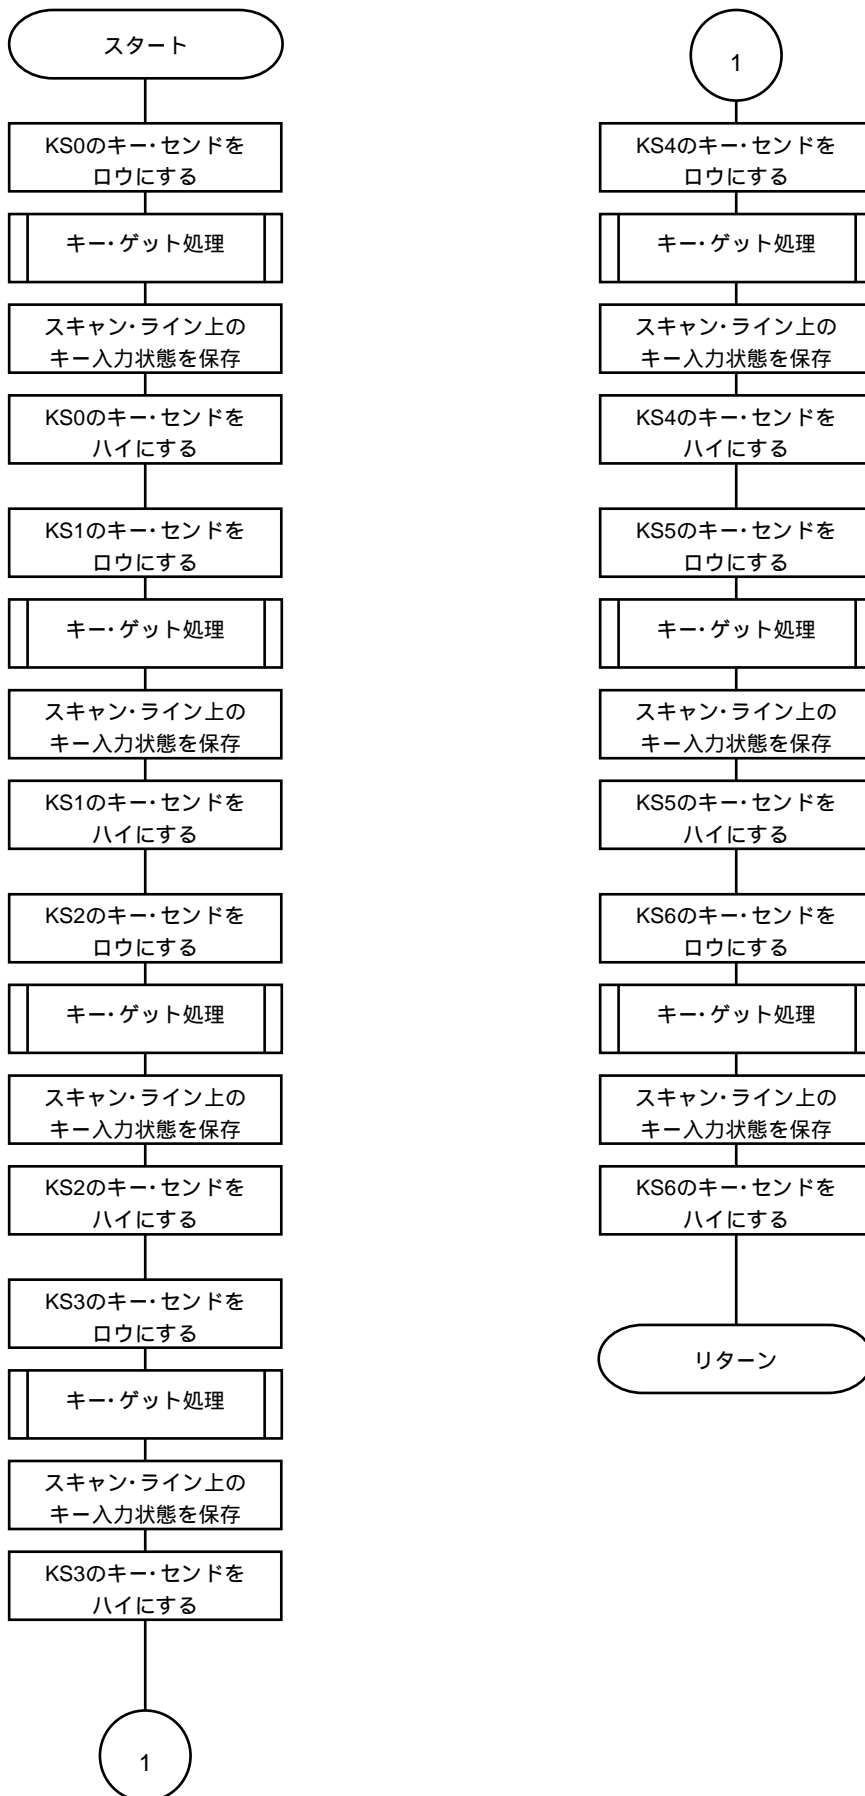 スタート
KS0のキー・センドを
ロウにする
キー・ゲット処理
スキャン・ライン上の
キー入力状態を保存
KS0のキー・センドを
ハイにする
KS1のキー・センドを
ロウにする
キー・ゲット処理
スキャン・ライン上の
キー入力状態を保存
KS1のキー・センドを
ハイにする
KS2のキー・センドを
ロウにする
キー・ゲット処理
スキャン・ライン上の
キー入力状態を保存
KS2のキー・センドを
ハイにする
KS3のキー・センドを
ロウにする
キー・ゲット処理
スキャン・ライン上の
キー入力状態を保存
KS3のキー・センドを
ハイにする
1
1
KS4のキー・センドを
ロウにする
キー・ゲット処理
スキャン・ライン上の
キー入力状態を保存
KS4のキー・センドを
ハイにする
KS5のキー・センドを
ロウにする
キー・ゲット処理
スキャン・ライン上の
キー入力状態を保存
KS5のキー・センドを
ハイにする
KS6のキー・センドを
ロウにする
キー・ゲット処理
スキャン・ライン上の
キー入力状態を保存
KS6のキー・センドを
ハイにする
リターン